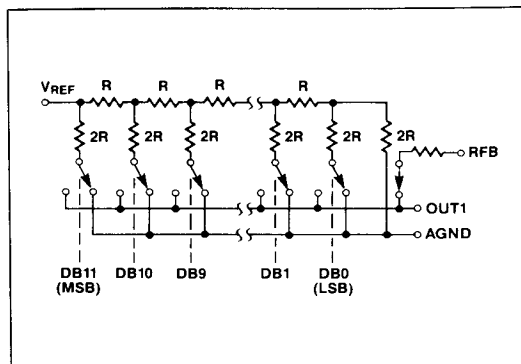 R R R R
VREF
2R 2R 2R 2R 2R 2R RFB
OUT1
AGND
DB11 DB10 DB9 DB1 DB0
(MSB) (LSB)